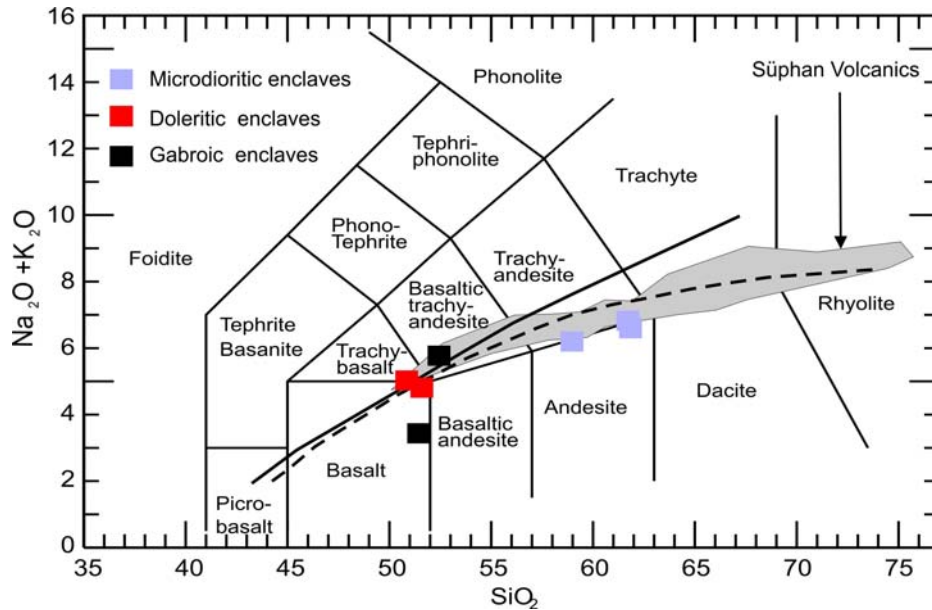 16
14
12
10
8
6
4
2
0
Na2O+K2O
Microdioritic enclaves
Doleritic enclaves
Gabroic enclaves
Phonolite
Süphan Volcanics
Tephri-
phonolite
Trachyte
Foidite
Phono-
Tephrite
Trachy-
andesite
Basaltic
trachy-
andesite
Rhyolite
Tephrite
Basanite
Trachy-
basalt
Dacite
Andesite
Basaltic
andesite
Basalt
Picro-
basalt
35 40 45 50 55 60 65 70 75
SiO2